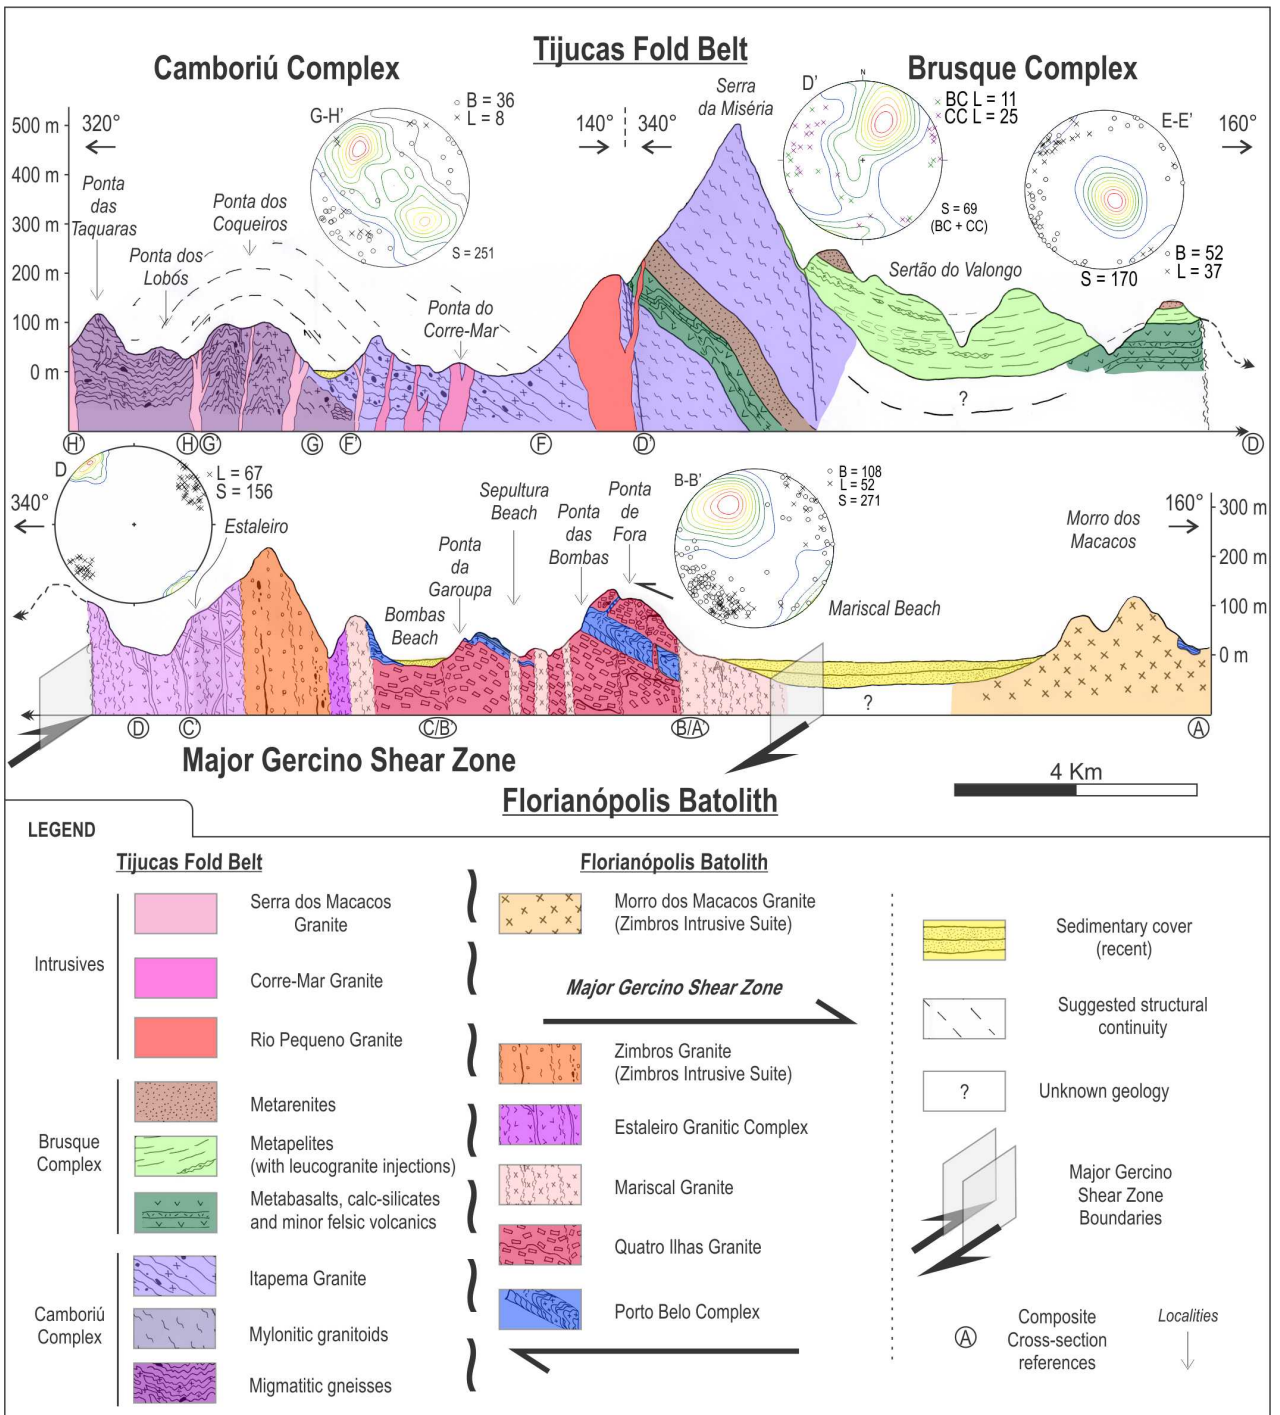 Tijucas Fold Belt
Camboriú Complex
Brusque Complex
Serra
da Miséria
G-H'
B = 36
L = 8
S = 251
D'
N
BC L = 11
CC L = 25
S = 69
(BC + CC)
E-E'
B = 52
L = 37
S = 170
500 m
400 m
300 m
200 m
100 m
0 m
320°
140°
340°
160°
Ponta
das
Taquaras
Ponta dos
Lobós
Ponta dos
Coqueiros
Ponta do
Corre-Mar
Sertão do Valongo
?
H'
H
G'
G
F'
F
D'
D
D
L = 67
S = 156
340°
Estaleiro
Bombas
Beach
Ponta
da
Garoupa
Sepultura
Beach
Ponta
das
Bombas
Ponta
de
Fora
B-B'
B = 108
L = 52
S = 271
Mariscal Beach
Morro dos
Macacos
160°
300 m
200 m
100 m
0 m
?
D
C'
C/B'
B/A'
A
Major Gercino Shear Zone
4 Km
Florianópolis Batolith
LEGEND
Tijucas Fold Belt
Intrusives
Serra dos Macacos
Granite
Corre-Mar Granite
Rio Pequeno Granite
Brusque
Complex
Metarenites
Metapelites
(with leucogranite injections)
Metabasalts, calc-silicates
and minor felsic volcanics
Camboriú
Complex
Itapema Granite
Mylonitic granitoids
Migmatitic gneisses
Florianópolis Batolith
Morro dos Macacos Granite
(Zimbros Intrusive Suite)
Major Gercino Shear Zone
Zimbros Granite
(Zimbros Intrusive Suite)
Estaleiro Granitic Complex
Mariscal Granite
Quatro Ilhas Granite
Porto Belo Complex
Sedimentary cover
(recent)
Suggested structural
continuity
?
Unknown geology
Major Gercino
Shear Zone
Boundaries
A
Composite
Cross-section
references
Localities